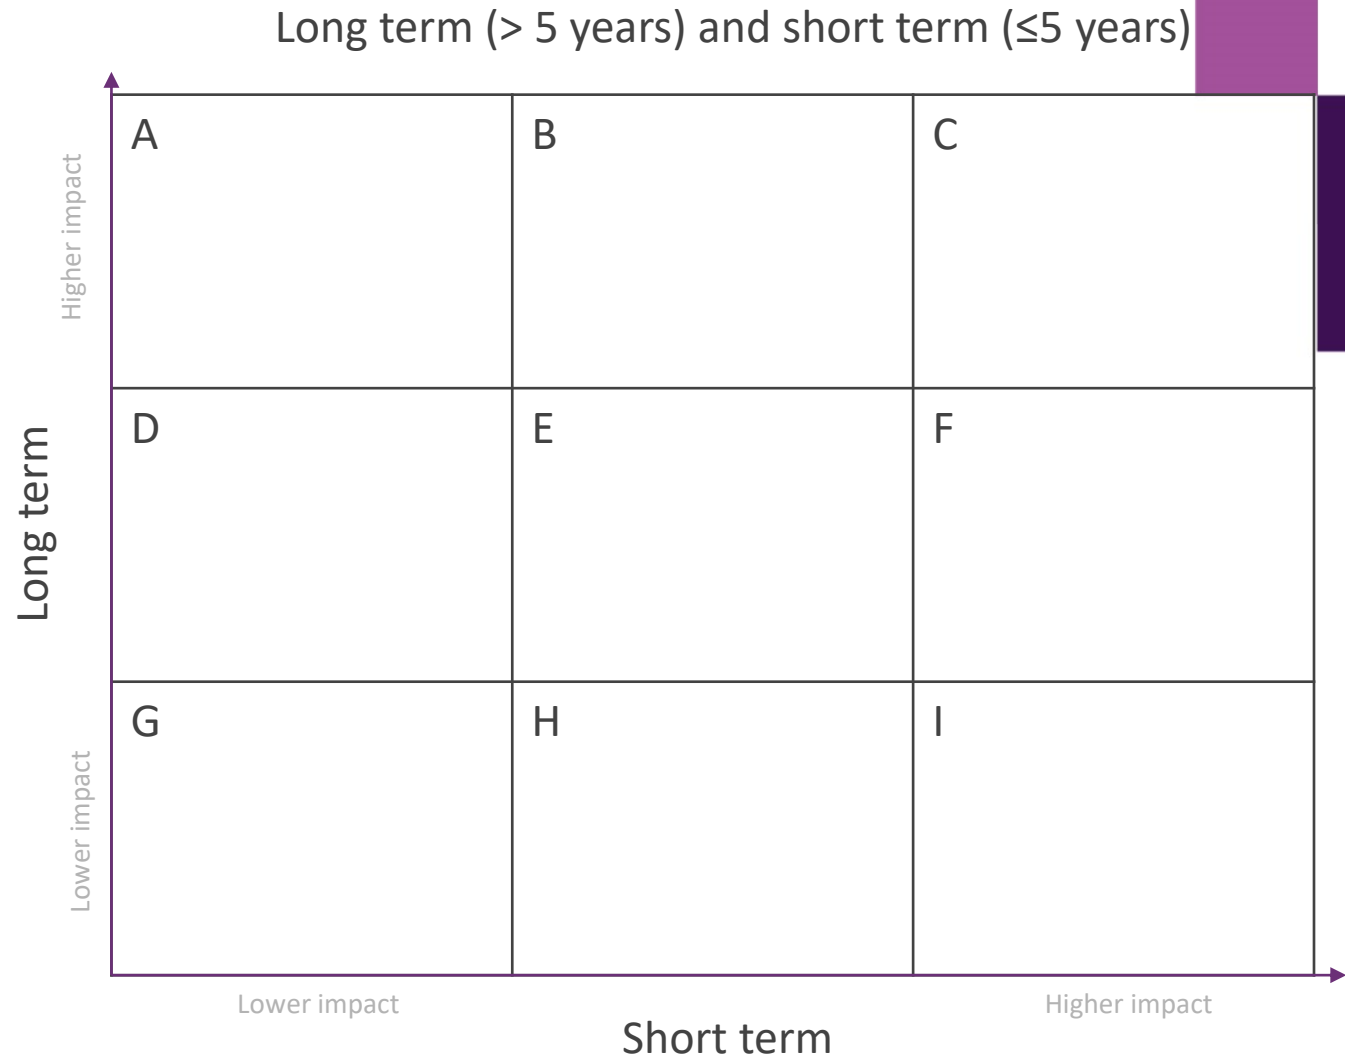 Long term (> 5 years) and short term (≤5 years)
Higher impact
A
B
C
Long term
D
E
F
Lower impact
G
H
I
Lower impact
Higher impact
Short term